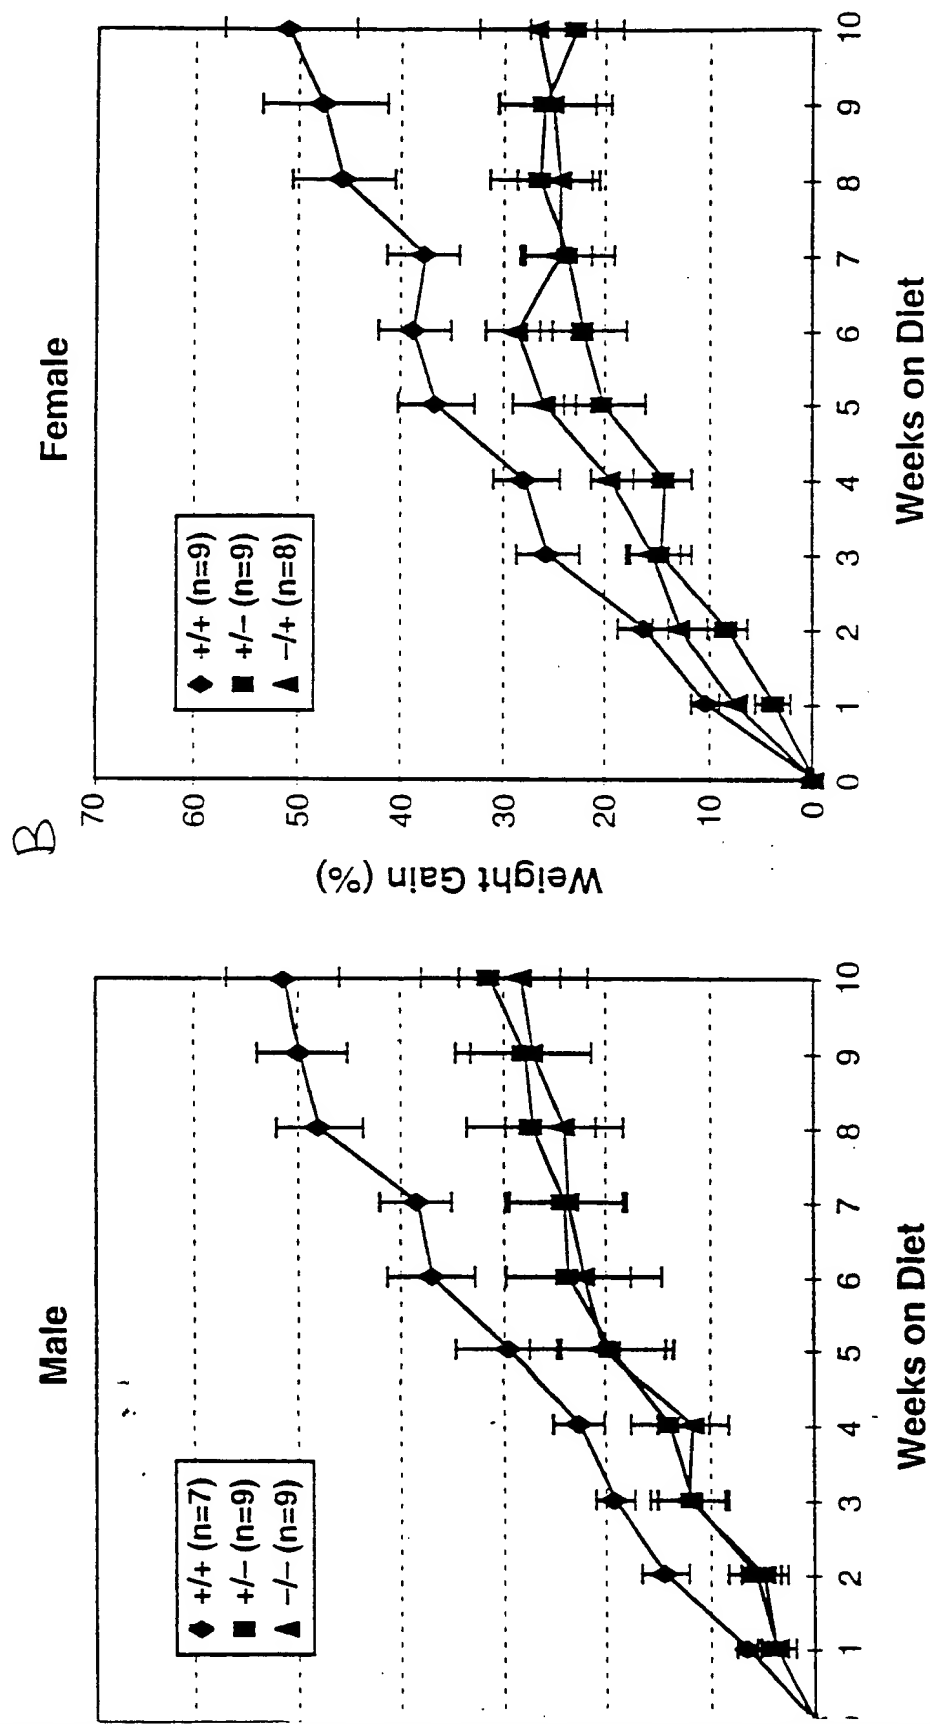 Male
+/+ (n=7)
+/− (n=9)
−/− (n=9)
1 2 3 4 5 6 7 8 9 10
Weeks on Diet
B
Female
Weight Gain (%)
70
60
50
40
30
20
10
0
+/+ (n=9)
+/− (n=9)
−/+ (n=8)
0 1 2 3 4 5 6 7 8 9 10
Weeks on Diet